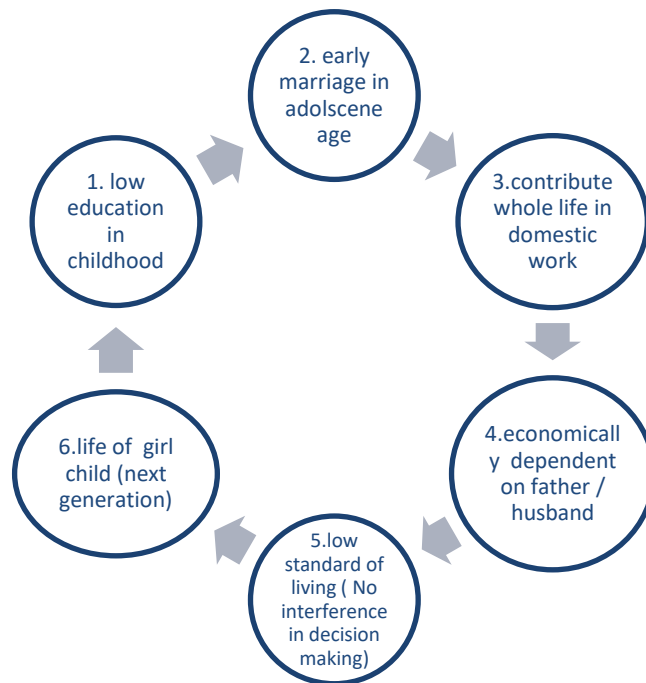 1. low
education
in
childhood
2. early
marriage in
adolscene
age
3.contribute
whole life in
domestic
work
4.economicall
y dependent
on father /
husband
5.low
standard of
living ( No
interference
in decision
making)
6.life of girl
child (next
generation)